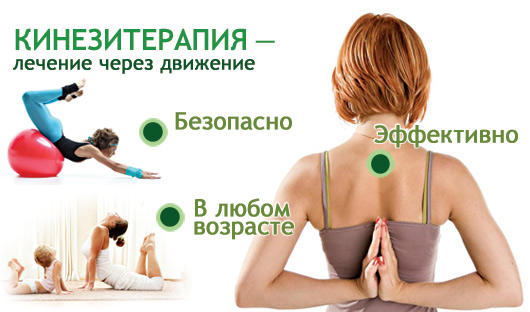 КИНЕЗИТЕРАПИЯ —
лечение через движение
Безопасно
Эффективно
В любом
возрасте